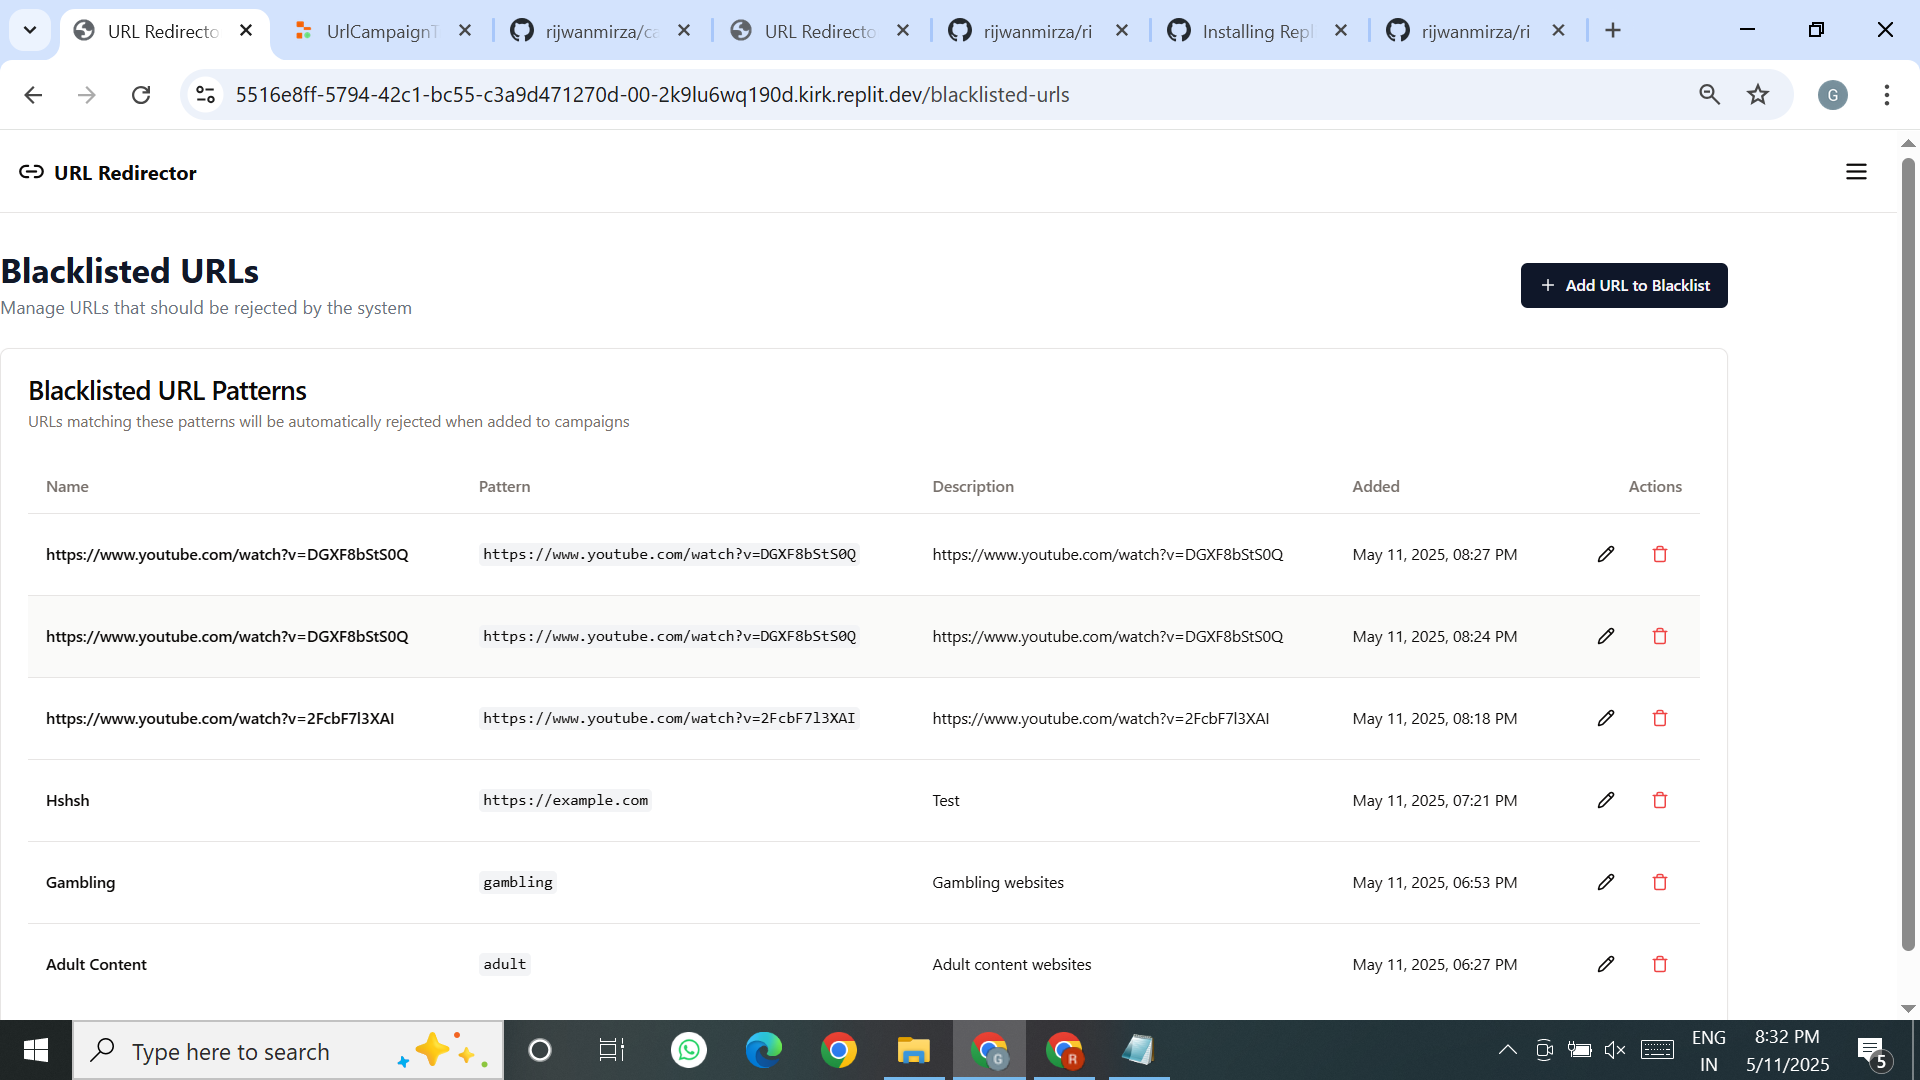 URL Redirecto
UrlCampaignT
rijwanmirza/ca
URL Redirecto
rijwanmirza/ri
Installing Repl
rijwanmirza/ri
5516e8ff-5794-42c1-bc55-c3a9d471270d-00-2k9lu6wq190d.kirk.replit.dev/blacklisted-urls
G
URL Redirector
Blacklisted URLs
Manage URLs that should be rejected by the system
+ Add URL to Blacklist
Blacklisted URL Patterns
URLs matching these patterns will be automatically rejected when added to campaigns
Name Pattern Description Added Actions
https://www.youtube.com/watch?v=DGXF8bStS0Q https://www.youtube.com/watch?v=DGXF8bStS0Q https://www.youtube.com/watch?v=DGXF8bStS0Q May 11, 2025, 08:27 PM
https://www.youtube.com/watch?v=DGXF8bStS0Q https://www.youtube.com/watch?v=DGXF8bStS0Q https://www.youtube.com/watch?v=DGXF8bStS0Q May 11, 2025, 08:24 PM
https://www.youtube.com/watch?v=2FcbF7l3XAI https://www.youtube.com/watch?v=2FcbF7l3XAI https://www.youtube.com/watch?v=2FcbF7l3XAI May 11, 2025, 08:18 PM
Hshsh https://example.com Test May 11, 2025, 07:21 PM
Gambling gambling Gambling websites May 11, 2025, 06:53 PM
Adult Content adult Adult content websites May 11, 2025, 06:27 PM
Type here to search
G
R
ENG
IN
8:32 PM
5/11/2025
5